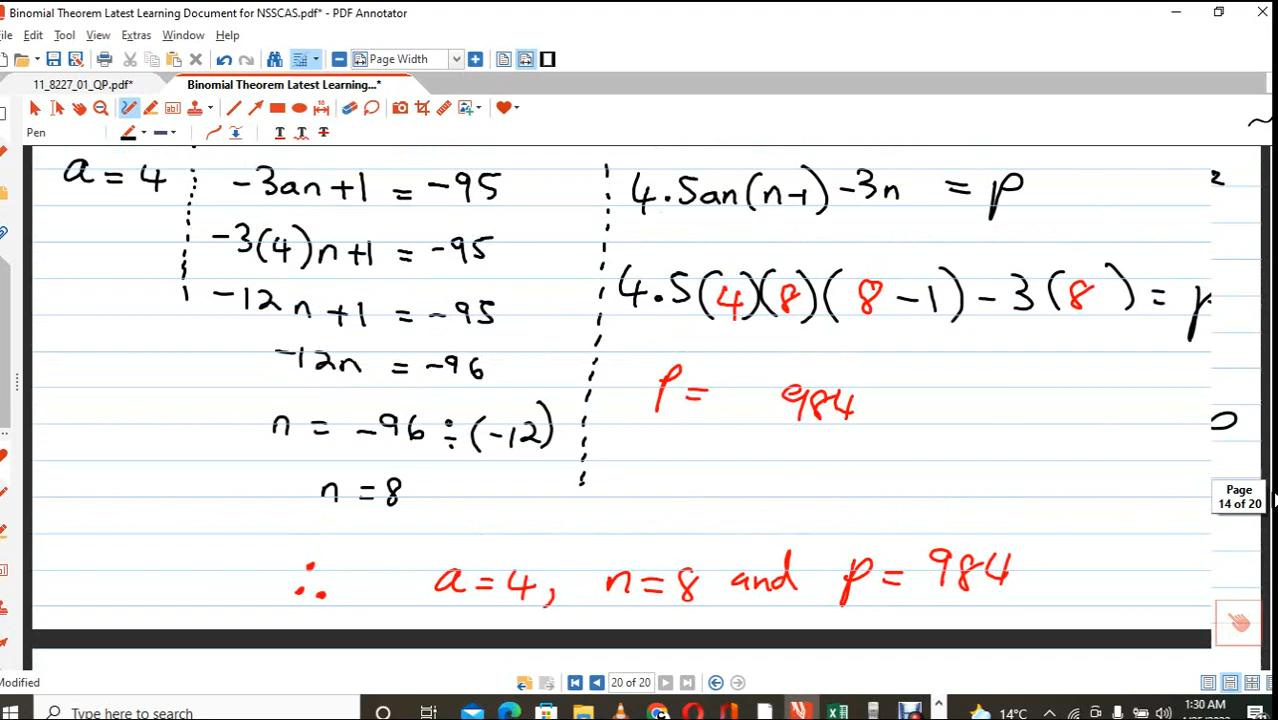 Binomial Theorem Latest Learning Document for NSSCAS.pdf* - PDF Annotator
ile Edit Tool View Extras Window Help
Page Width
11_8227_01_QP.pdf* Binomial Theorem Latest Learning...*
Pen T T T
a = 4
-3an+1 = -95
-3(4)n+1 = -95
-12n+1 = -95
-12n = -96
n = -96 ÷ (-12)
n = 8
4.5an(n-1) -3n = p
4.5(4)(8)(8-1) - 3(8) = p
p = 984
∴ a=4, n=8 and p=984
2
Page
14 of 20
Modified
20 of 20
Type here to search
14°C
1:30 AM